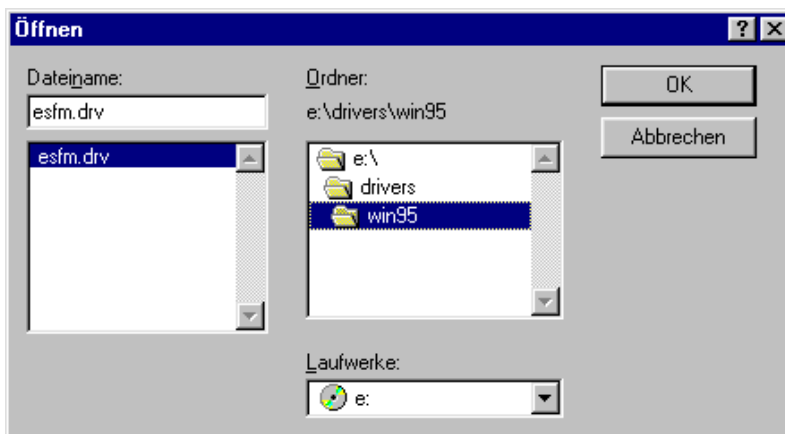 Öffnen
Dateiname:
esfm.drv
esfm.drv
Ordner:
e:\drivers\win95
e:\
drivers
win95
Laufwerke:
e:
OK
Abbrechen